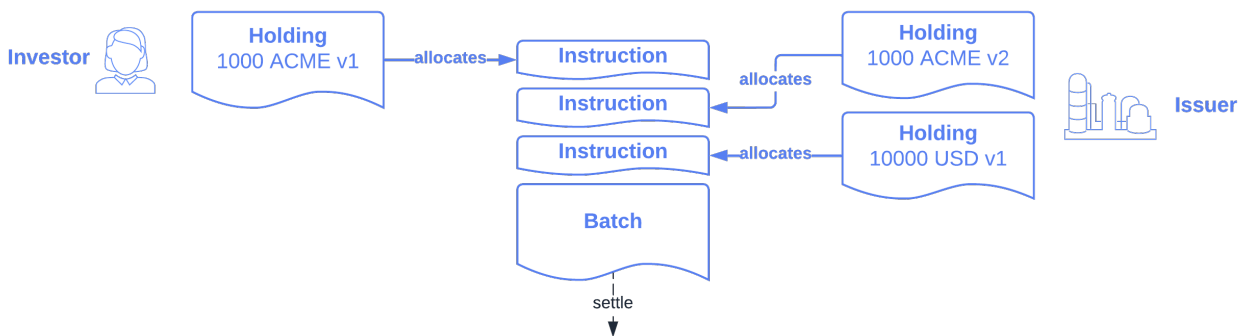 Investor
Holding
1000 ACME v1
allocates
Instruction
Instruction
Instruction
Batch
settle
allocates
allocates
Holding
1000 ACME v2
Holding
10000 USD v1
Issuer